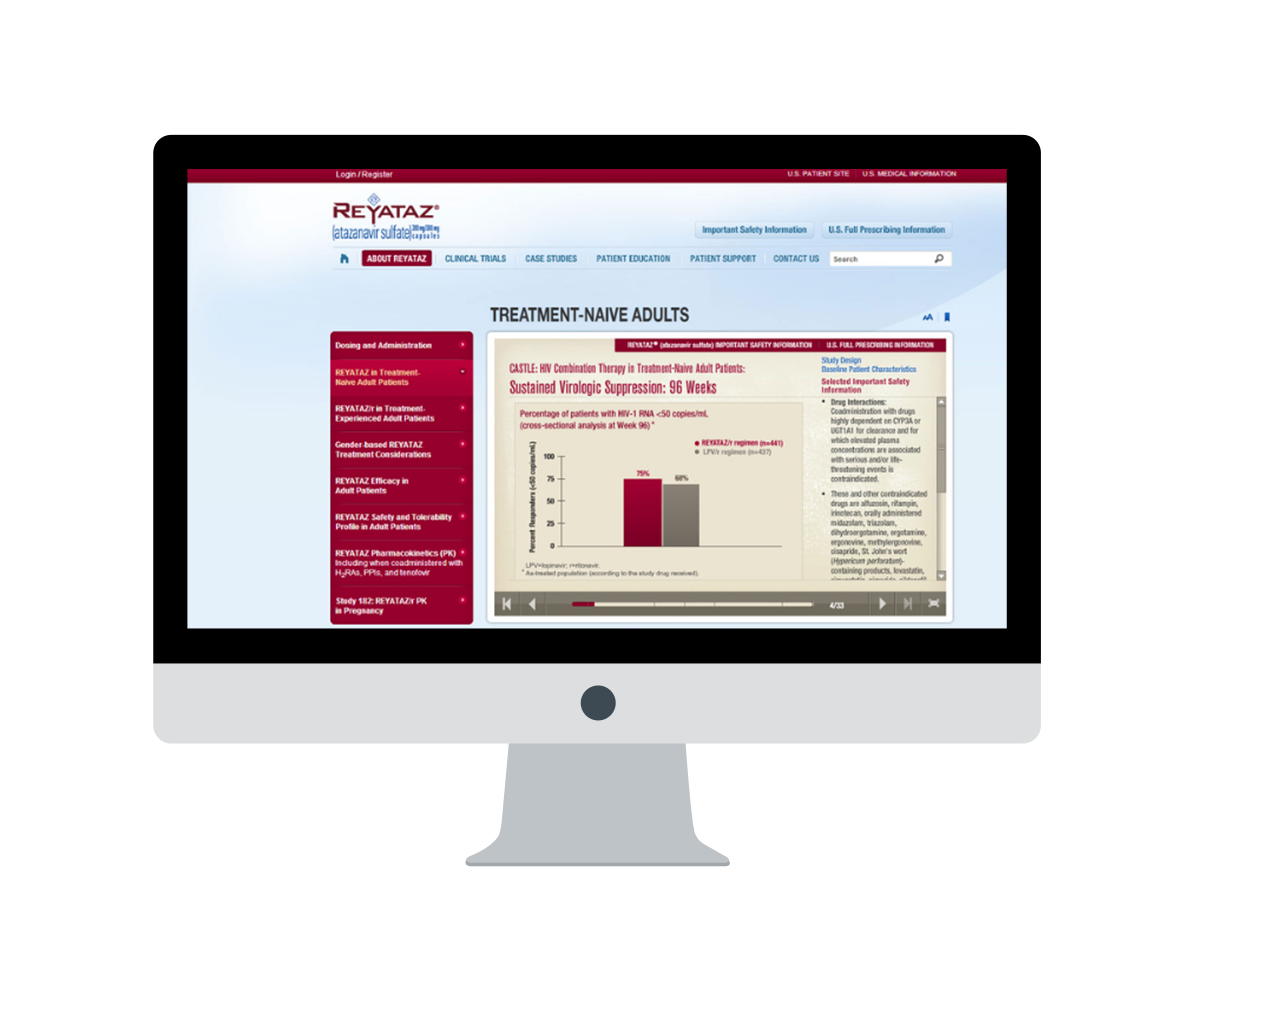 Login / Register
U.S. PATIENT SITE
U.S. MEDICAL INFORMATION
REYATAZ®
(atazanavir sulfate)
capsules
Important Safety Information
U.S. Full Prescribing Information
ABOUT REYATAZ
CLINICAL TRIALS
CASE STUDIES
PATIENT EDUCATION
PATIENT SUPPORT
CONTACT US
Search
TREATMENT-NAIVE ADULTS
AA
Dosing and Administration
REYATAZ in Treatment-
Naive Adult Patients
REYATAZ/r in Treatment-
Experienced Adult Patients
Gender-based REYATAZ
Treatment Considerations
REYATAZ Efficacy in
Adult Patients
REYATAZ Safety and Tolerability
Profile in Adult Patients
REYATAZ Pharmacokinetics (PK)
Including when coadministered with
H2RAs, PPIs, and tenofovir
Study 182: REYATAZ/r PK
in Pregnancy
REYATAZ® (atazanavir sulfate) IMPORTANT SAFETY INFORMATION
U.S. FULL PRESCRIBING INFORMATION
CASTLE: HIV Combination Therapy in Treatment-Naive Adult Patients:
Sustained Virologic Suppression: 96 Weeks
Percentage of patients with HIV-1 RNA <50 copies/mL
(cross-sectional analysis at Week 96)*
REYATAZ/r regimen (n=441)
LPV/r regimen (n=437)
Percent Responders (<50 copies/mL)
100
75
50
25
0
75%
68%
LPV=lopinavir; r=ritonavir.
* As-treated population (according to the study drug received).
Study Design
Baseline Patient Characteristics
Selected Important Safety
Information
• Drug Interactions:
Coadministration with drugs
highly dependent on CYP3A or
UGT1A1 for clearance and for
which elevated plasma
concentrations are associated
with serious and/or life-
threatening events is
contraindicated.
• These and other contraindicated
drugs are alfuzosin, rifampin,
irinotecan, orally administered
midazolam, triazolam,
dihydroergotamine, ergotamine,
ergonovine, methylergonovine,
cisapride, St. John's wort
(Hypericum perforatum)-
containing products, lovastatin,
4/33